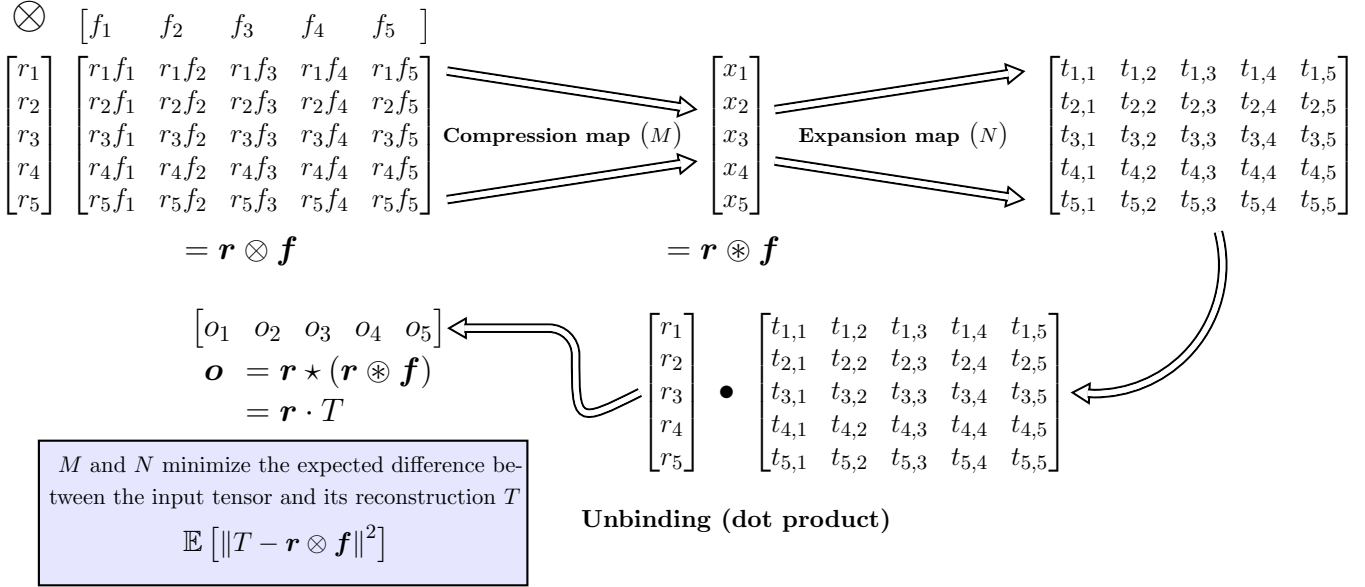 ⊗ [f₁ f₂ f₃ f₄ f₅]
[r₁] [r₁f₁ r₁f₂ r₁f₃ r₁f₄ r₁f₅] [x₁] [t₁,₁ t₁,₂ t₁,₃ t₁,₄ t₁,₅]
[r₂] [r₂f₁ r₂f₂ r₂f₃ r₂f₄ r₂f₅] [x₂] [t₂,₁ t₂,₂ t₂,₃ t₂,₄ t₂,₅]
[r₃] [r₃f₁ r₃f₂ r₃f₃ r₃f₄ r₃f₅] Compression map (M) [x₃] Expansion map (N) [t₃,₁ t₃,₂ t₃,₃ t₃,₄ t₃,₅]
[r₄] [r₄f₁ r₄f₂ r₄f₃ r₄f₄ r₄f₅] [x₄] [t₄,₁ t₄,₂ t₄,₃ t₄,₄ t₄,₅]
[r₅] [r₅f₁ r₅f₂ r₅f₃ r₅f₄ r₅f₅] [x₅] [t₅,₁ t₅,₂ t₅,₃ t₅,₄ t₅,₅]
= r ⊗ f
= r ⊛ f
[r₁] [t₁,₁ t₁,₂ t₁,₃ t₁,₄ t₁,₅]
[r₂] [t₂,₁ t₂,₂ t₂,₃ t₂,₄ t₂,₅]
[r₃] • [t₃,₁ t₃,₂ t₃,₃ t₃,₄ t₃,₅]
[r₄] [t₄,₁ t₄,₂ t₄,₃ t₄,₄ t₄,₅]
[r₅] [t₅,₁ t₅,₂ t₅,₃ t₅,₄ t₅,₅]
Unbinding (dot product)
[o₁ o₂ o₃ o₄ o₅]
o = r ⋆ (r ⊛ f)
= r · T
M and N minimize the expected difference be-
tween the input tensor and its reconstruction T
𝔼 [‖T − r ⊗ f‖²]